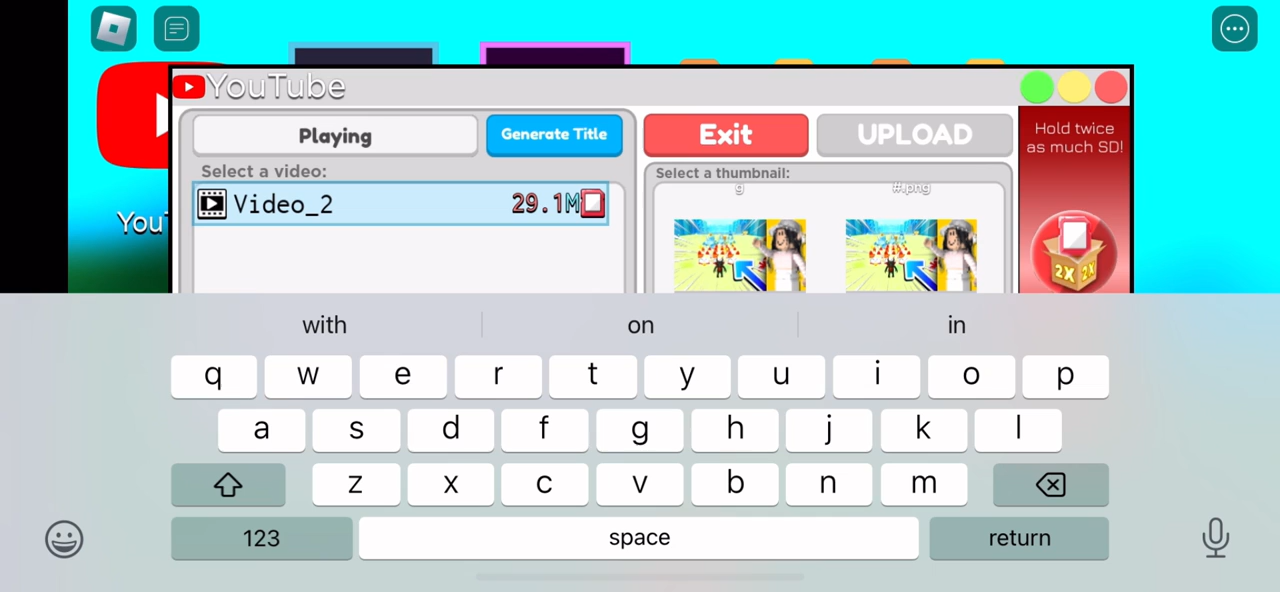 YouTube
Playing
Generate Title
Exit
UPLOAD
Hold twice
as much SD!
Select a video:
Select a thumbnail:
Video_2
29.1M
g
#.png
You
2X 2X
with
on
in
q w e r t y u i o p
a s d f g h j k l
z x c v b n m
123
space
return